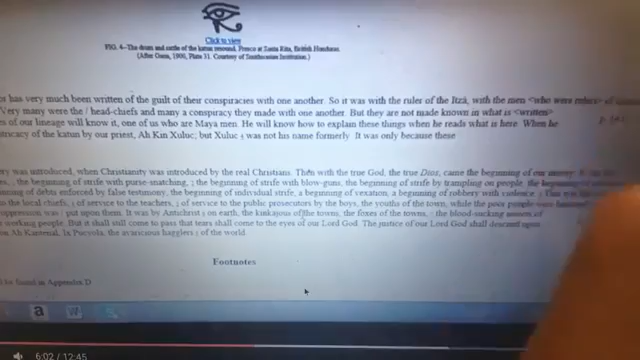 Click to view
FIG. 4—The drum and rattle of the katun removed. Fresco at Santa Rita, British Honduras.
(After Gann, 1900, Plate 31. Courtesy of Smithsonian Institution.)
has very much been written of the guilt of their conspiracies with one another. So it was with the rulers of the Itzá, with the men <who were rulers> of
Very many were the / head-chiefs and many a conspiracy they made with one another. But they are not made known in what is <written>
of our lineage will know it, one of us who are Maya men. He will know how to explain these things when he reads what is here. When he
intricacy of the katun by our priest, Ah Kin Xuluc; but Xuluc was not his name formerly. It was only because these
was introduced, when Christianity was introduced by the real Christians. Then with the true God, the true Dios, came the beginning of our
the beginning of strife with purse-snatching, the beginning of strife with blow-guns, the beginning of strife by trampling on people, the beginning of
of debts enforced by false testimony, the beginning of individual strife, a beginning of vexation, a beginning of robbery with violence.
the local chiefs, of service to the teachers, of service to the public prosecutors by the boys, the youths of the town, while the poor people were
oppression was put upon them. It was by Antichrist on earth, the kinkajous of the towns, the foxes of the towns, the blood-sucking
working people. But it shall still come to pass that tears shall come to the eyes of our Lord God. The justice of our Lord God shall descend upon
Ah Kantenal, Ix Pucyola, the avaricious hagglers of the world.
Footnotes
be found in Appendix D
a
W
6:02 / 12:45